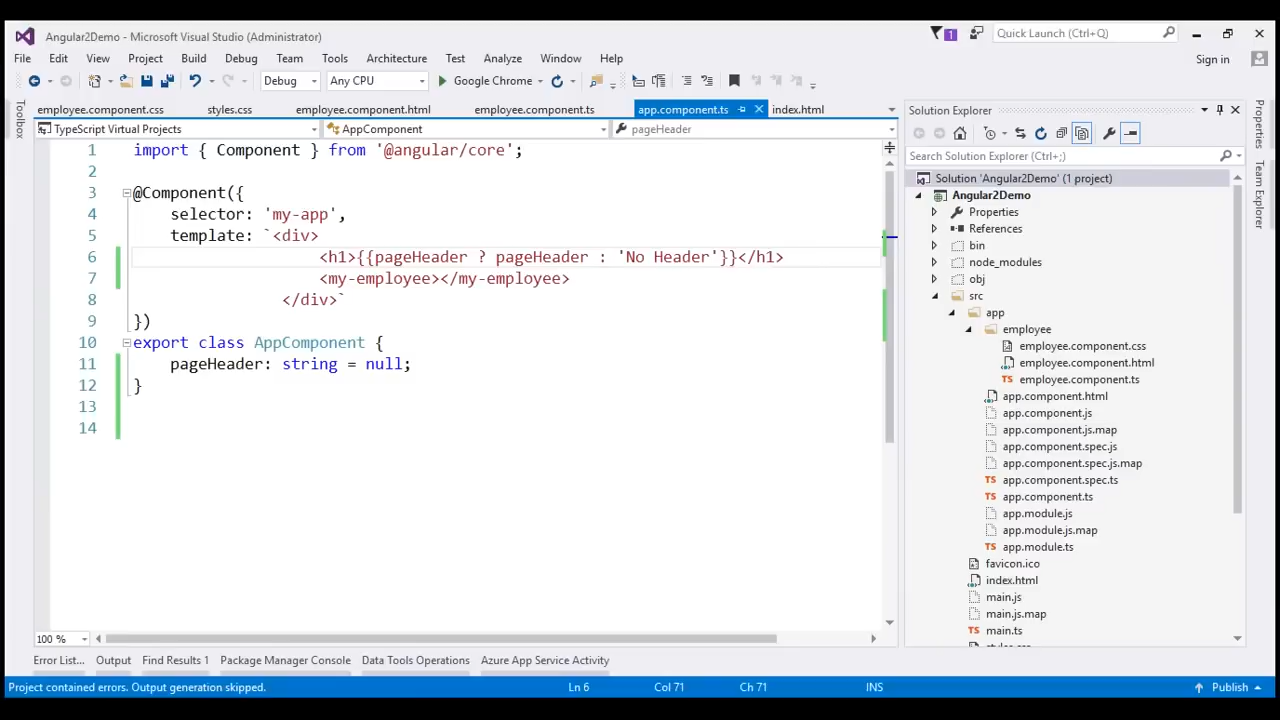 Angular2Demo - Microsoft Visual Studio (Administrator)
1
Quick Launch (Ctrl+Q)
File Edit View Project Build Debug Team Tools Architecture Test Analyze Window Help
Sign in
Debug Any CPU Google Chrome
Toolbox
employee.component.css styles.css employee.component.html employee.component.ts app.component.ts index.html
TypeScript Virtual Projects AppComponent pageHeader
1 import { Component } from '@angular/core';
2
3 @Component({
4 selector: 'my-app',
5 template: `<div>
6 <h1>{{pageHeader ? pageHeader : 'No Header'}}</h1>
7 <my-employee></my-employee>
8 </div>`
9 })
10 export class AppComponent {
11 pageHeader: string = null;
12 }
13
14
100 %
Solution Explorer
Search Solution Explorer (Ctrl+;)
Solution 'Angular2Demo' (1 project)
Angular2Demo
Properties
References
bin
node_modules
obj
src
app
employee
employee.component.css
employee.component.html
TS employee.component.ts
app.component.html
app.component.js
app.component.js.map
app.component.spec.js
app.component.spec.js.map
TS app.component.spec.ts
TS app.component.ts
app.module.js
app.module.js.map
TS app.module.ts
favicon.ico
index.html
main.js
main.js.map
TS main.ts
Properties
Team Explorer
Error List... Output Find Results 1 Package Manager Console Data Tools Operations Azure App Service Activity
Project contained errors. Output generation skipped. Ln 6 Col 71 Ch 71 INS Publish